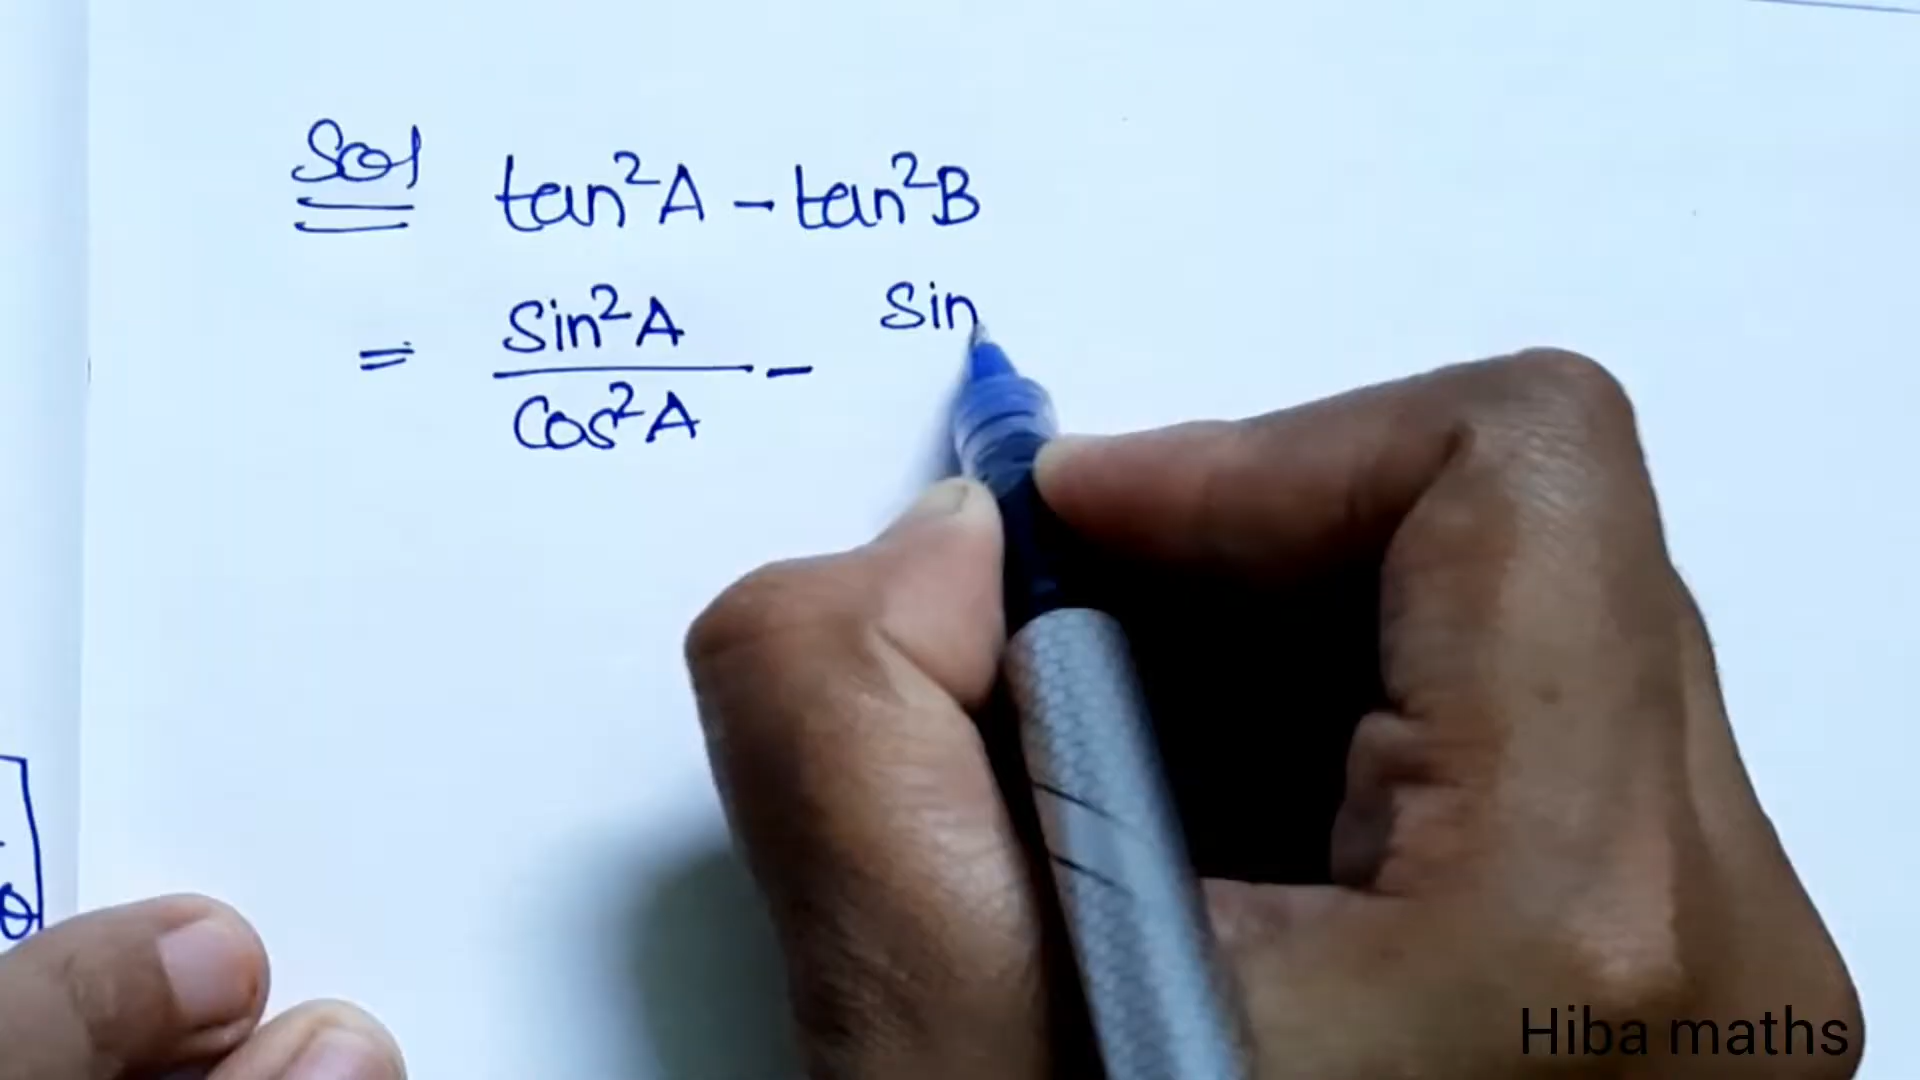 Sol tan²A - tan²B
= Sin²A / Cos²A - Sin
θ
Hiba maths